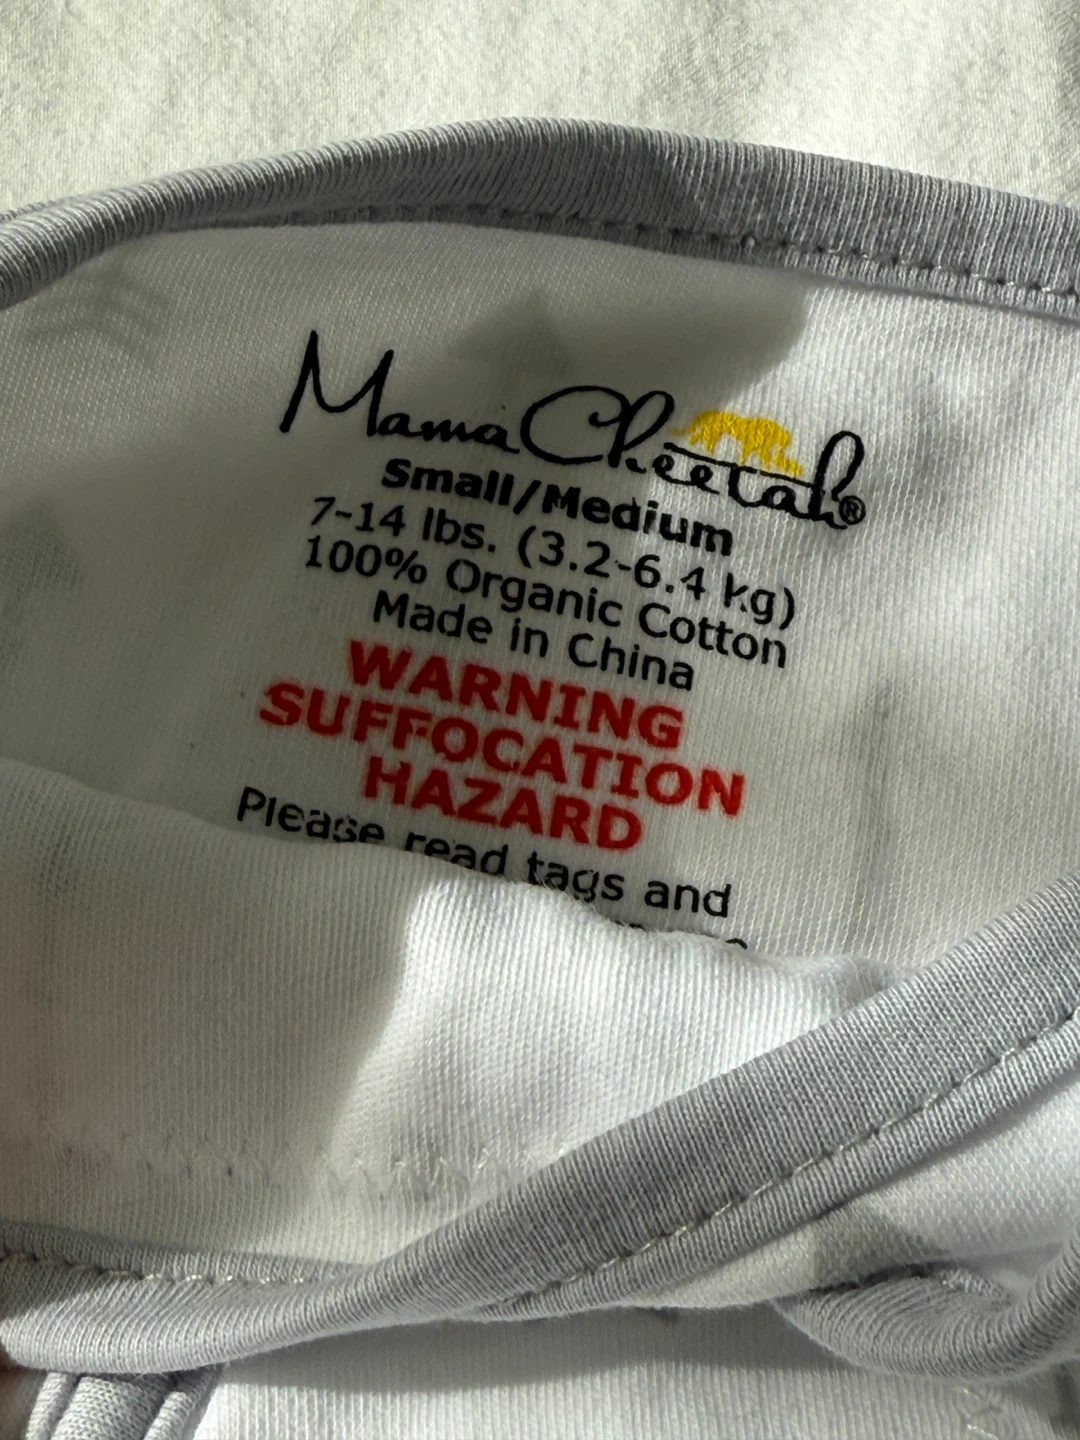 Mama Cheetah®
Small/Medium
7-14 lbs. (3.2-6.4 kg)
100% Organic Cotton
Made in China
WARNING
SUFFOCATION
HAZARD
Please read tags and